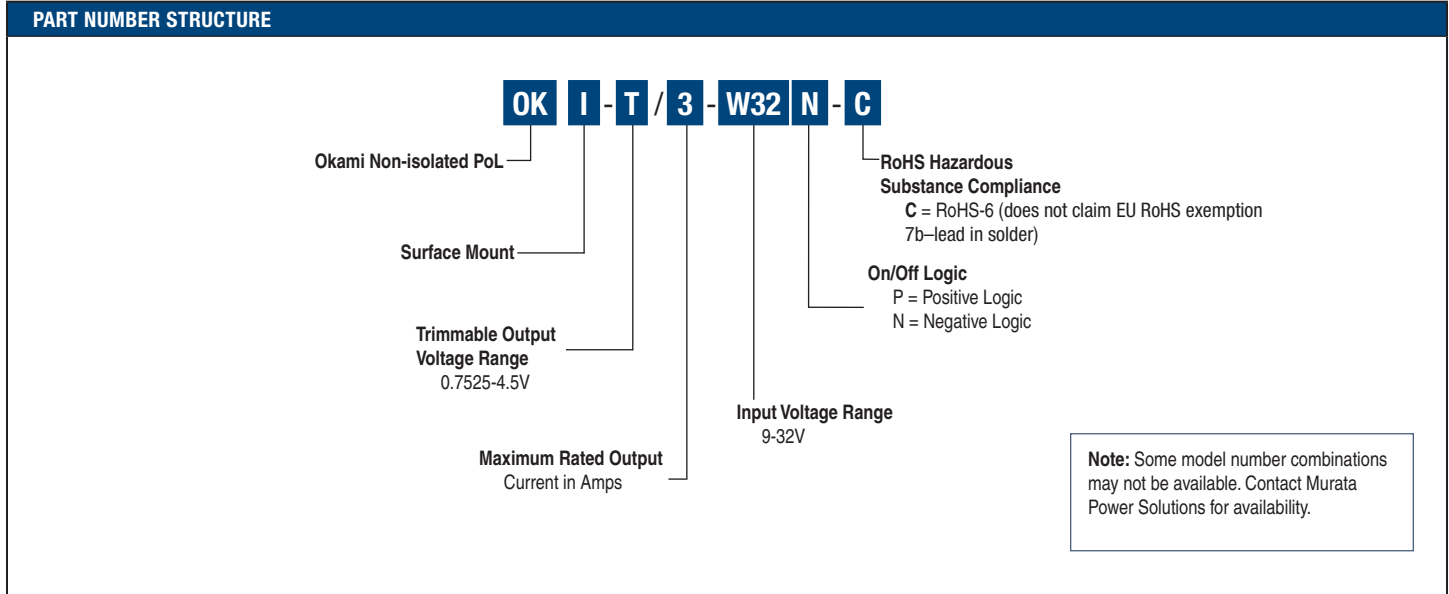 PART NUMBER STRUCTURE
OK I - T / 3 - W32 N - C
Okami Non-isolated PoL
Surface Mount
Trimmable Output
Voltage Range
0.7525-4.5V
Maximum Rated Output
Current in Amps
Input Voltage Range
9-32V
On/Off Logic
P = Positive Logic
N = Negative Logic
RoHS Hazardous
Substance Compliance
C = RoHS-6 (does not claim EU RoHS exemption
7b–lead in solder)
Note: Some model number combinations
may not be available. Contact Murata
Power Solutions for availability.